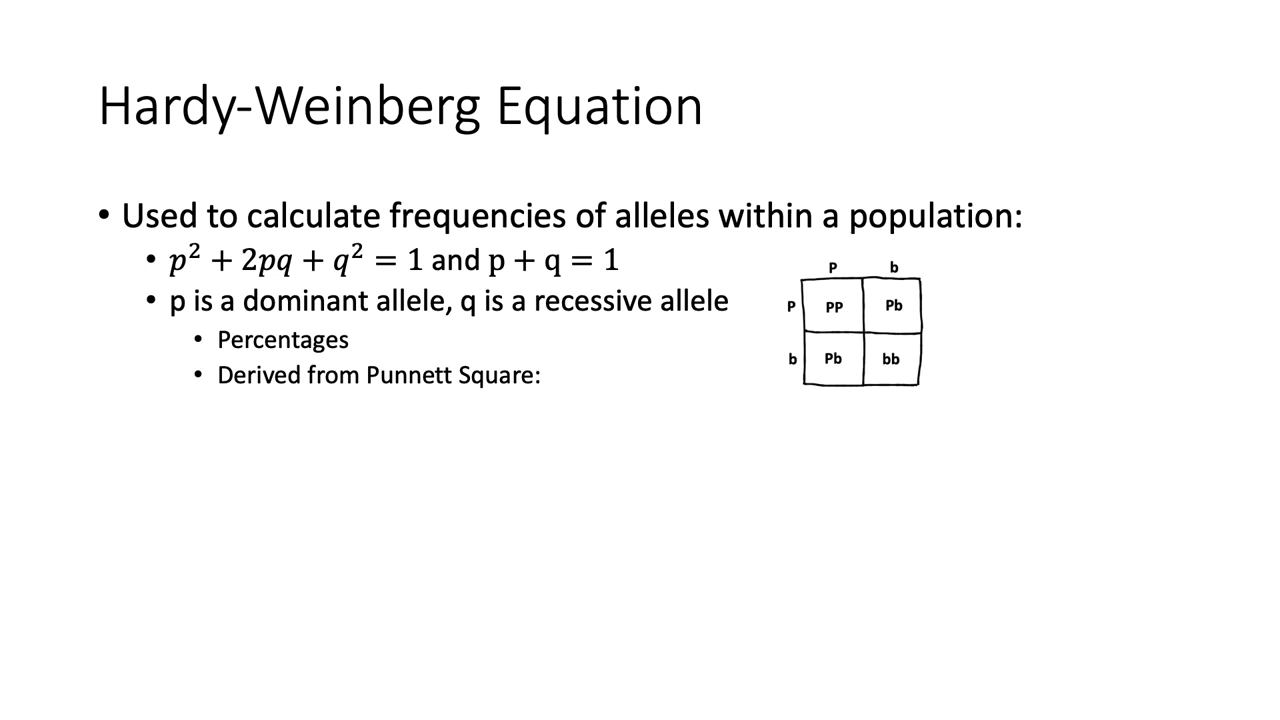 Hardy-Weinberg Equation
• Used to calculate frequencies of alleles within a population:
• p² + 2pq + q² = 1 and p + q = 1
• p is a dominant allele, q is a recessive allele
• Percentages
• Derived from Punnett Square:
P b
P PP Pb
b Pb bb